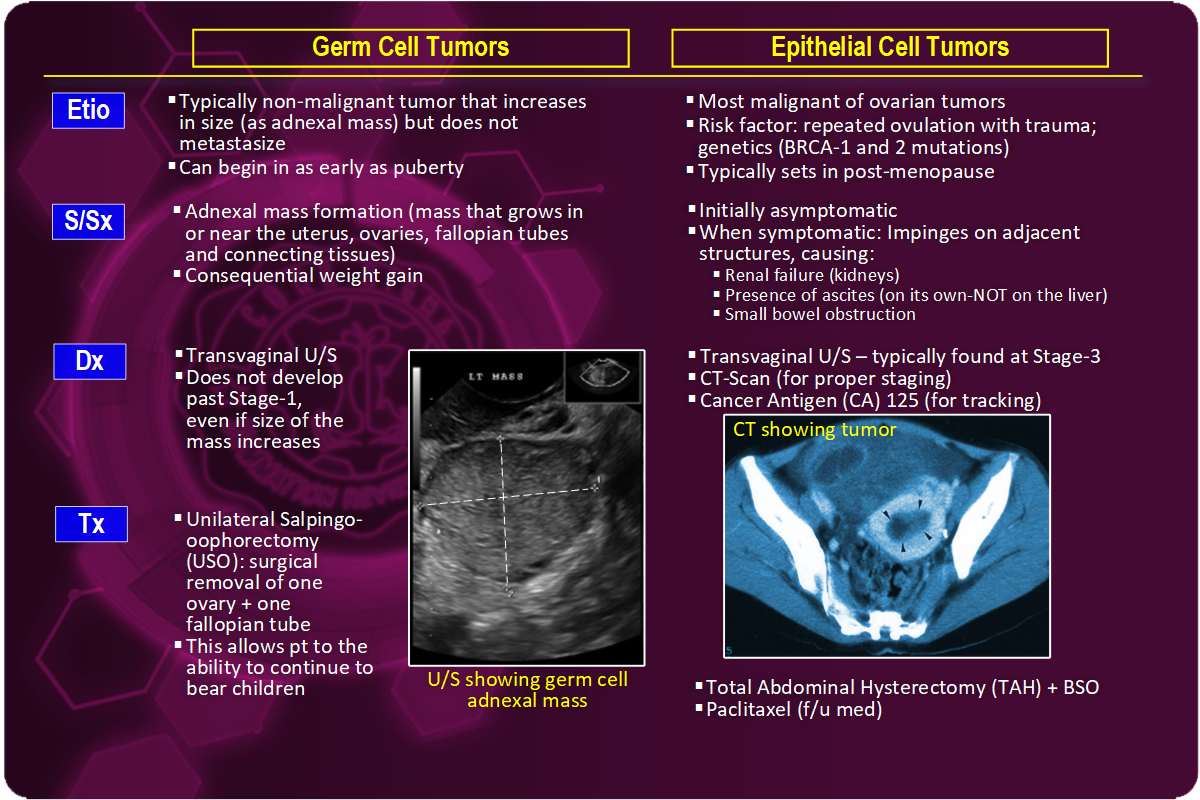 Germ Cell Tumors
Epithelial Cell Tumors
Etio
▪Typically non-malignant tumor that increases
in size (as adnexal mass) but does not
metastasize
▪Can begin in as early as puberty
▪Most malignant of ovarian tumors
▪Risk factor: repeated ovulation with trauma;
genetics (BRCA-1 and 2 mutations)
▪Typically sets in post-menopause
S/Sx
▪Adnexal mass formation (mass that grows in
or near the uterus, ovaries, fallopian tubes
and connecting tissues)
▪Consequential weight gain
▪Initially asymptomatic
▪When symptomatic: Impinges on adjacent
structures, causing:
▪Renal failure (kidneys)
▪Presence of ascites (on its own-NOT on the liver)
▪Small bowel obstruction
Dx
▪Transvaginal U/S
▪Does not develop
past Stage-1,
even if size of the
mass increases
LT MASS
U/S showing germ cell
adnexal mass
▪Transvaginal U/S – typically found at Stage-3
▪CT-Scan (for proper staging)
▪Cancer Antigen (CA) 125 (for tracking)
CT showing tumor
S
Tx
▪Unilateral Salpingo-
oophorectomy
(USO): surgical
removal of one
ovary + one
fallopian tube
▪This allows pt to the
ability to continue to
bear children
▪Total Abdominal Hysterectomy (TAH) + BSO
▪Paclitaxel (f/u med)